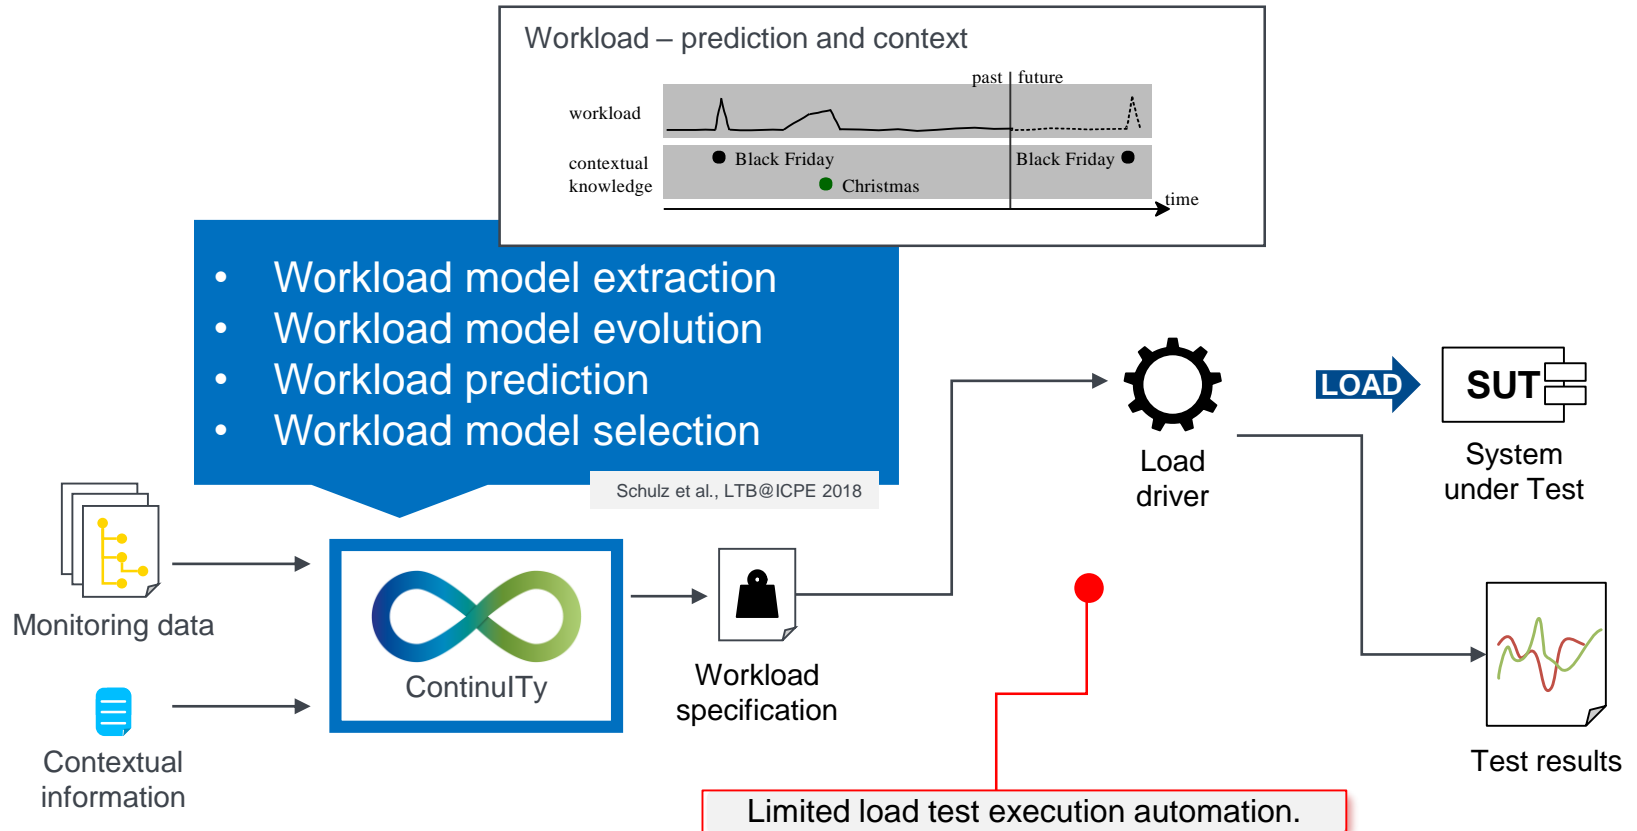 Workload – prediction and context
past future
workload
contextual
knowledge
Black Friday
Black Friday
Christmas
time
• Workload model extraction
• Workload model evolution
• Workload prediction
• Workload model selection
Schulz et al., LTB@ICPE 2018
Monitoring data
Contextual
information
ContinuITy
Workload
specification
Load
driver
LOAD
SUT
System
under Test
Test results
Limited load test execution automation.